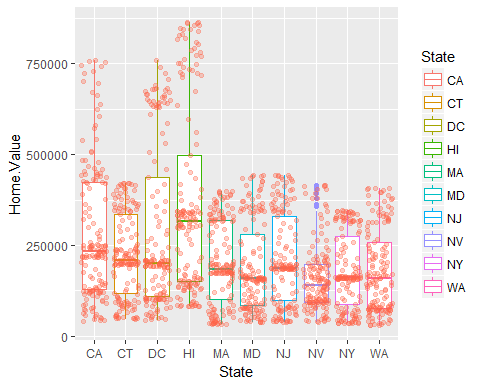 Home.Value
750000
500000
250000
0
CA CT DC HI MA MD NJ NV NY WA
State
State
CA
CT
DC
HI
MA
MD
NJ
NV
NY
WA